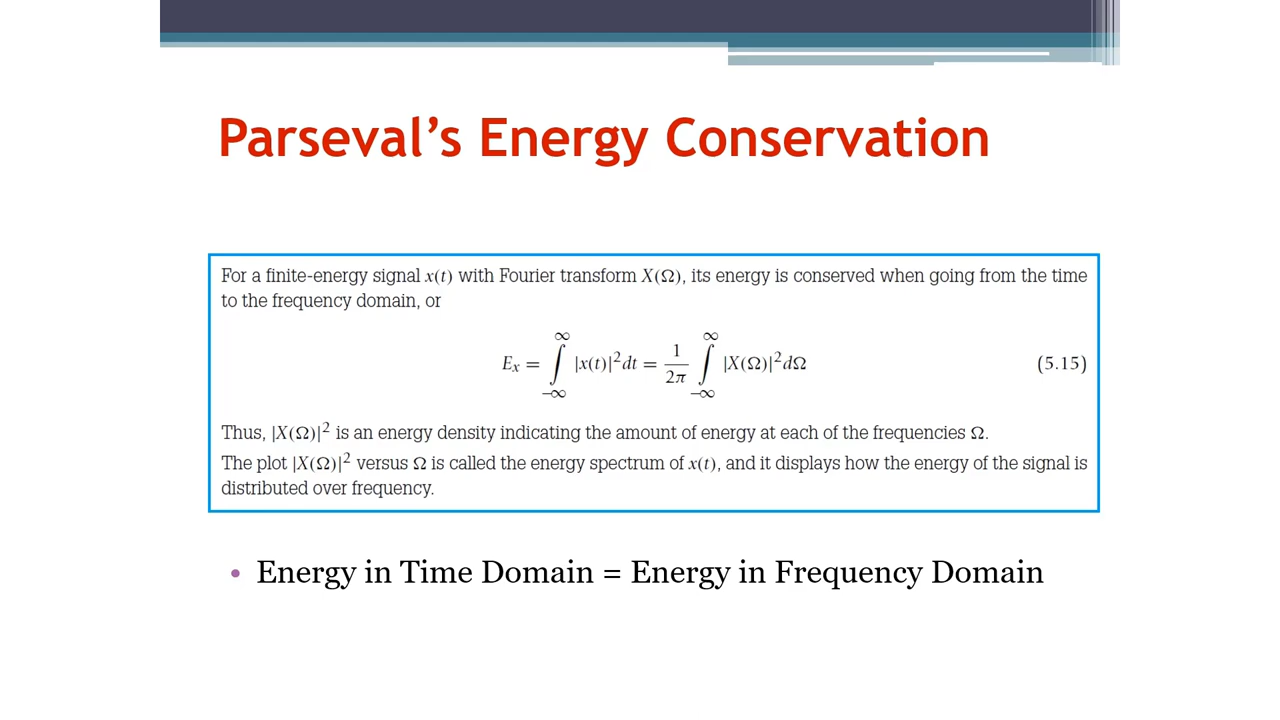 Parseval’s Energy Conservation
For a finite-energy signal x(t) with Fourier transform X(Ω), its energy is conserved when going from the time
to the frequency domain, or
Eₓ = ∫_{−∞}^{∞} |x(t)|² dt = 1/2π ∫_{−∞}^{∞} |X(Ω)|² dΩ (5.15)
Thus, |X(Ω)|² is an energy density indicating the amount of energy at each of the frequencies Ω.
The plot |X(Ω)|² versus Ω is called the energy spectrum of x(t), and it displays how the energy of the signal is
distributed over frequency.
• Energy in Time Domain = Energy in Frequency Domain